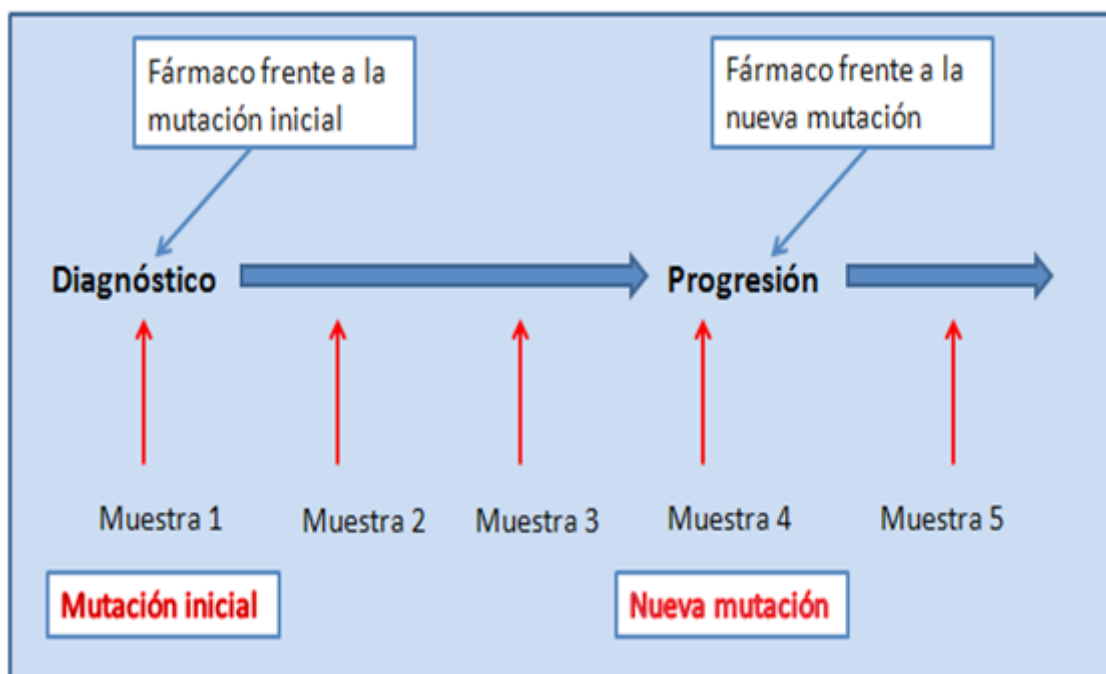 Fármaco frente a la
mutación inicial
Fármaco frente a la
nueva mutación
Diagnóstico
Progresión
Muestra 1
Muestra 2
Muestra 3
Muestra 4
Muestra 5
Mutación inicial
Nueva mutación